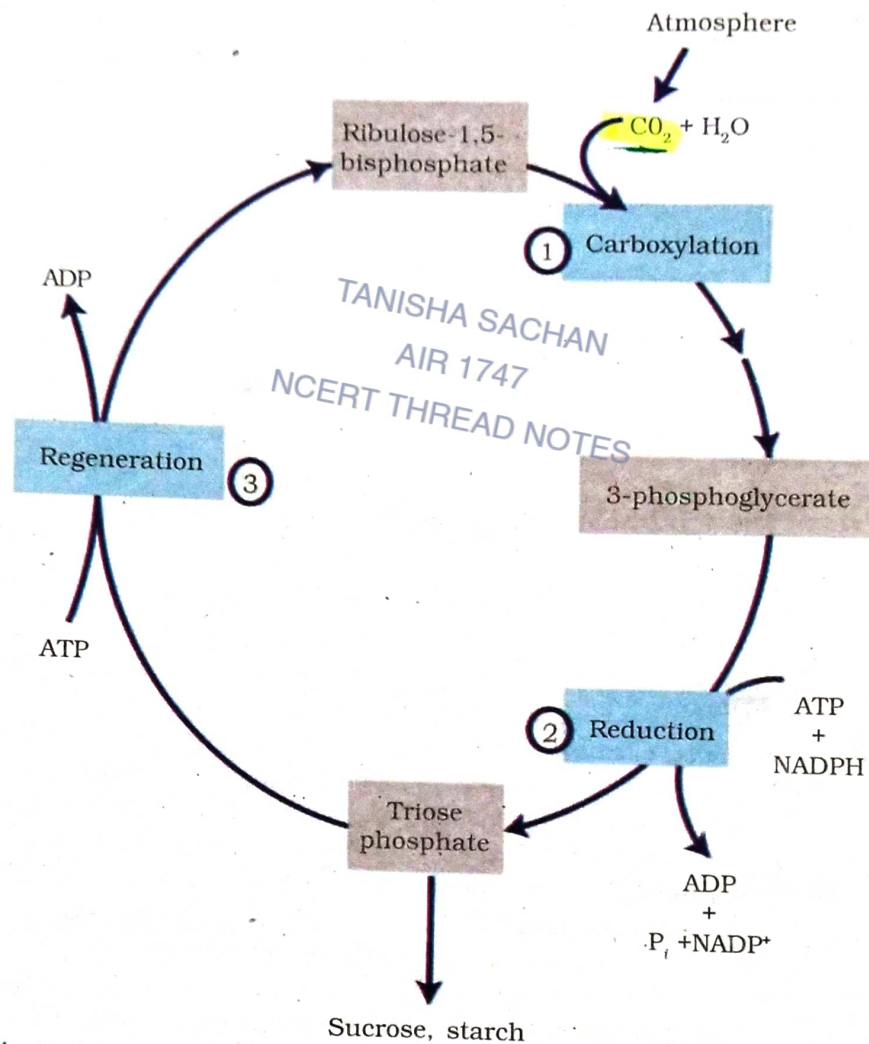 Atmosphere
CO₂ + H₂O
Ribulose-1,5-
bisphosphate
1
Carboxylation
ADP
TANISHA SACHAN
AIR 1747
NCERT THREAD NOTES
Regeneration
3
3-phosphoglycerate
ATP
2
Reduction
ATP
+
NADPH
Triose
phosphate
ADP
+
Pᵢ +NADP⁺
Sucrose, starch